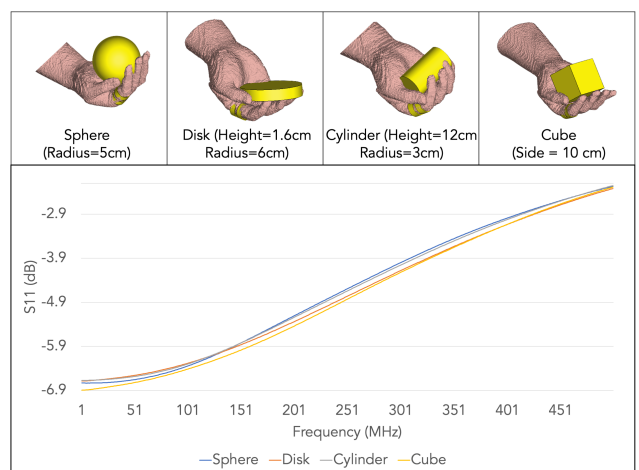 Sphere
(Radius=5cm)
Disk (Height=1.6cm
Radius=6cm)
Cylinder (Height=12cm
Radius=3cm)
Cube
(Side = 10 cm)
-2.9
-3.9
-4.9
-5.9
-6.9
S11 (dB)
1 51 101 151 201 251 301 351 401 451
Frequency (MHz)
Sphere Disk Cylinder Cube